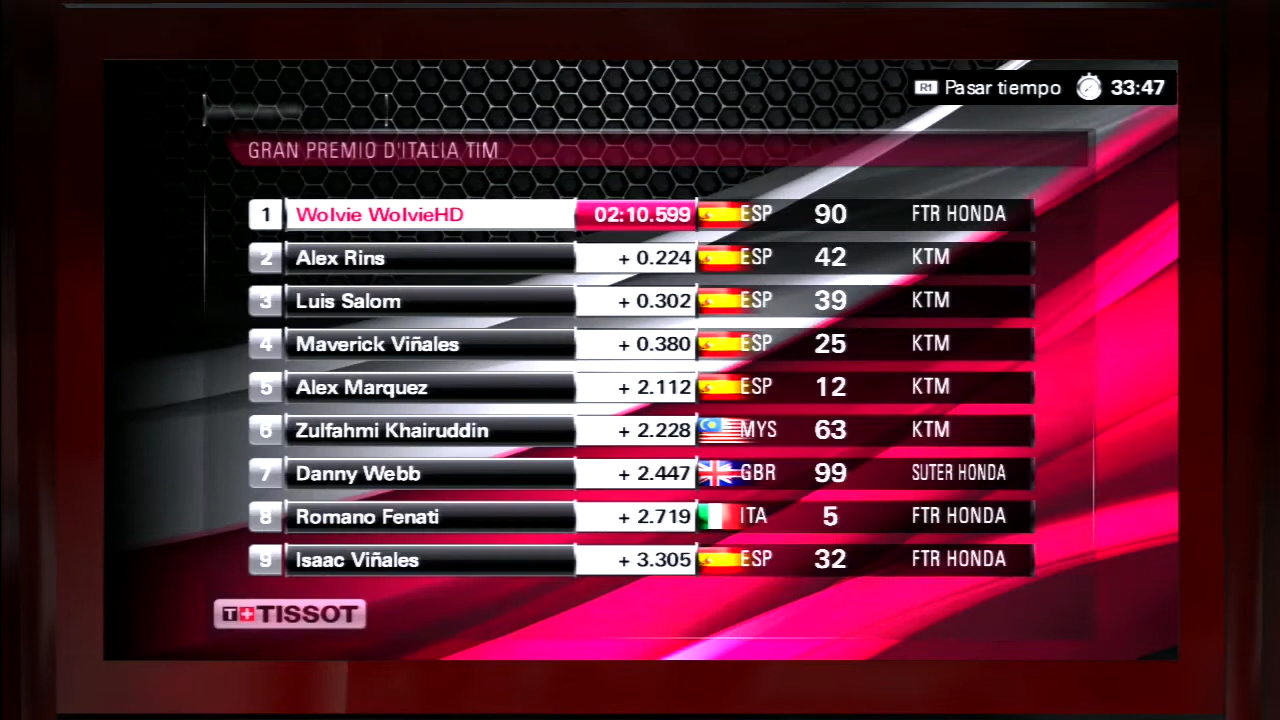 R1 Pasar tiempo 33:47
GRAN PREMIO D'ITALIA TIM
1 Wolvie WolvieHD 02:10.599 ESP 90 FTR HONDA
2 Alex Rins + 0.224 ESP 42 KTM
3 Luis Salom + 0.302 ESP 39 KTM
4 Maverick Viñales + 0.380 ESP 25 KTM
5 Alex Marquez + 2.112 ESP 12 KTM
6 Zulfahmi Khairuddin + 2.228 MYS 63 KTM
7 Danny Webb + 2.447 GBR 99 SUTER HONDA
8 Romano Fenati + 2.719 ITA 5 FTR HONDA
9 Isaac Viñales + 3.305 ESP 32 FTR HONDA
T+ TISSOT